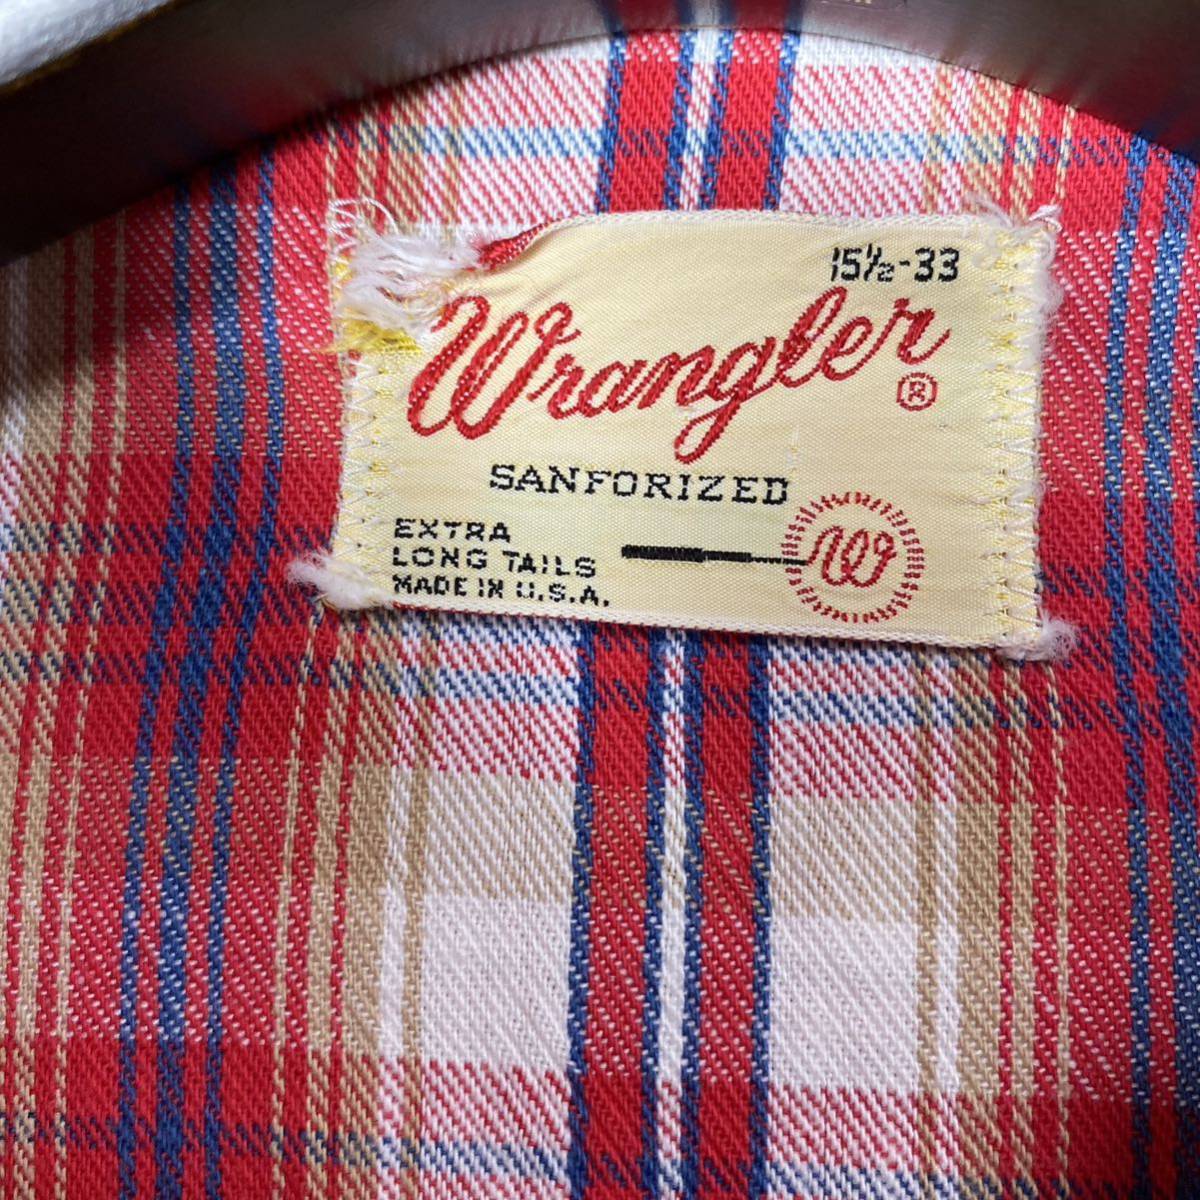 15½-33
Wrangler ®
SANFORIZED
EXTRA
LONG TAILS
MADE IN U.S.A.
W